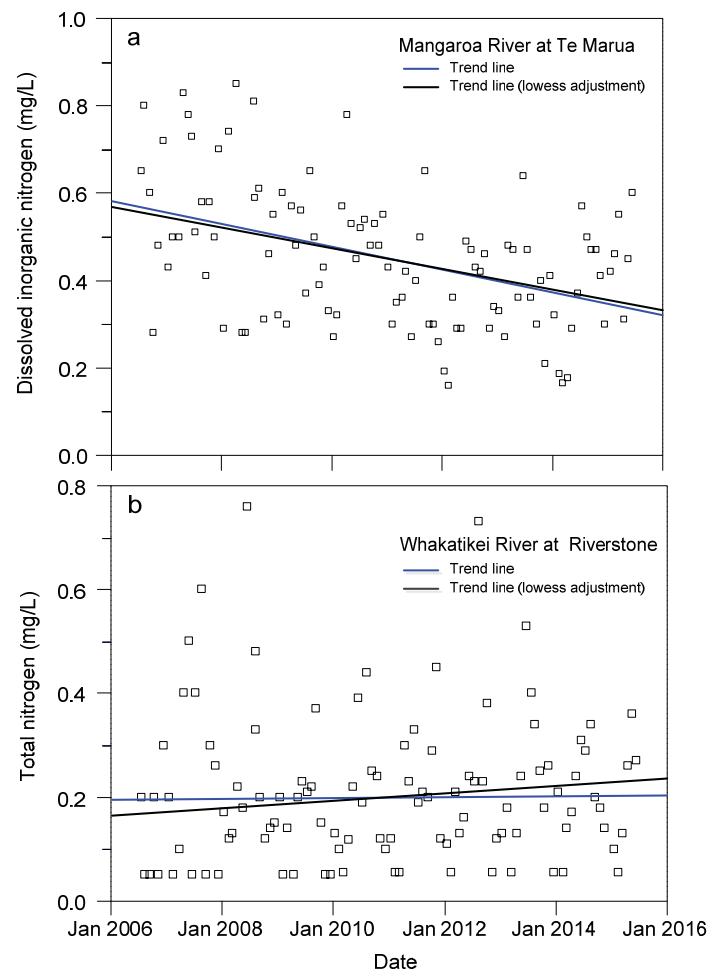 a
Mangaroa River at Te Marua
Trend line
Trend line (lowess adjustment)
Dissolved inorganic nitrogen (mg/L)
1.0
0.8
0.6
0.4
0.2
0.0
b
Whakatikei River at Riverstone
Trend line
Trend line (lowess adjustment)
Total nitrogen (mg/L)
0.8
0.6
0.4
0.2
0.0
Jan 2006 Jan 2008 Jan 2010 Jan 2012 Jan 2014 Jan 2016
Date